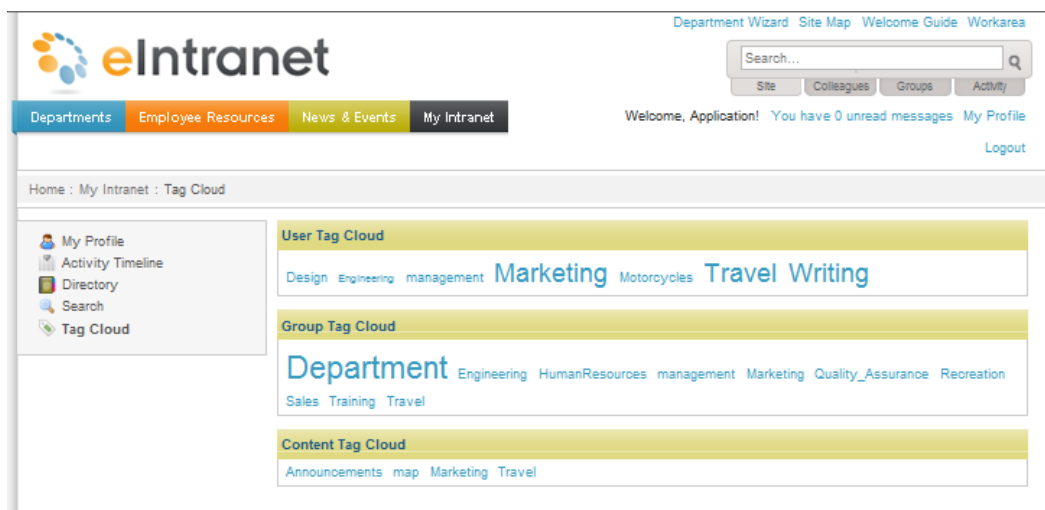 Department Wizard Site Map Welcome Guide Workarea
eIntranet
Search...
Site Colleagues Groups Activity
Departments Employee Resources News & Events My Intranet
Welcome, Application! You have 0 unread messages My Profile
Logout
Home : My Intranet : Tag Cloud
My Profile
Activity Timeline
Directory
Search
Tag Cloud
User Tag Cloud
Design Engineering management Marketing Motorcycles Travel Writing
Group Tag Cloud
Department Engineering HumanResources management Marketing Quality_Assurance Recreation
Sales Training Travel
Content Tag Cloud
Announcements map Marketing Travel